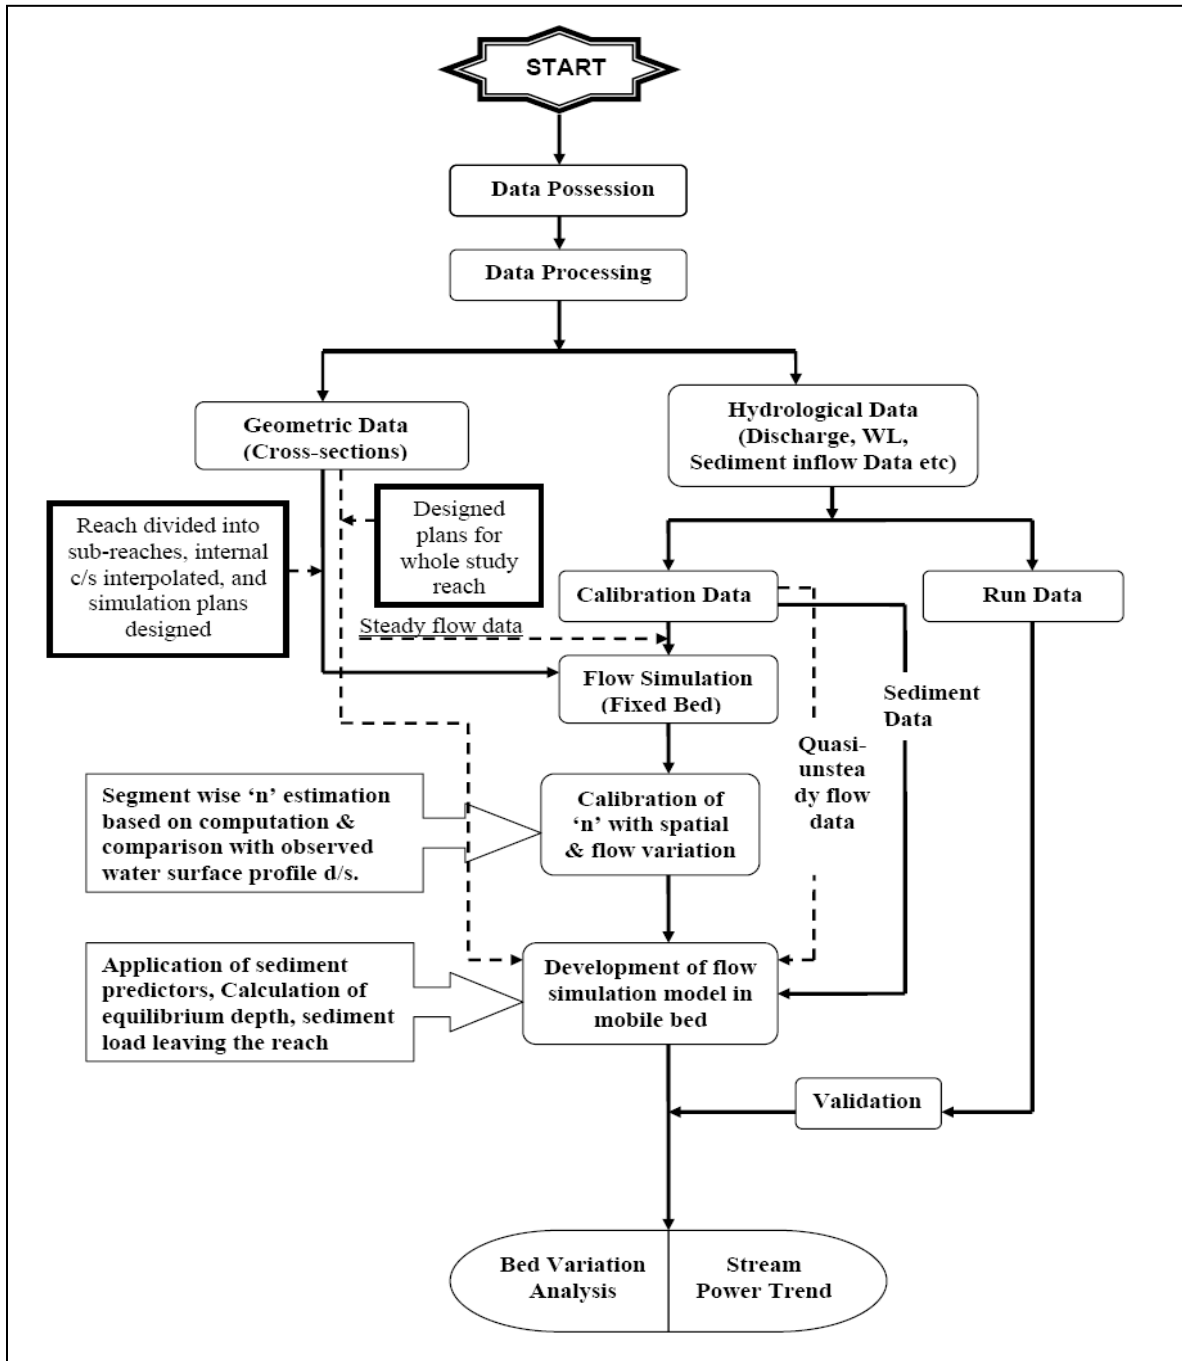 START
Data Possession
Data Processing
Geometric Data
(Cross-sections)
Hydrological Data
(Discharge, WL,
Sediment inflow Data etc)
Reach divided into
sub-reaches, internal
c/s interpolated, and
simulation plans
designed
Designed
plans for
whole study
reach
Calibration Data
Run Data
Steady flow data
Flow Simulation
(Fixed Bed)
Sediment
Data
Quasi-
unstea
dy flow
data
Segment wise ‘n’ estimation
based on computation &
comparison with observed
water surface profile d/s.
Calibration of
‘n’ with spatial
& flow variation
Application of sediment
predictors, Calculation of
equilibrium depth, sediment
load leaving the reach
Development of flow
simulation model in
mobile bed
Validation
Bed Variation
Analysis
Stream
Power Trend